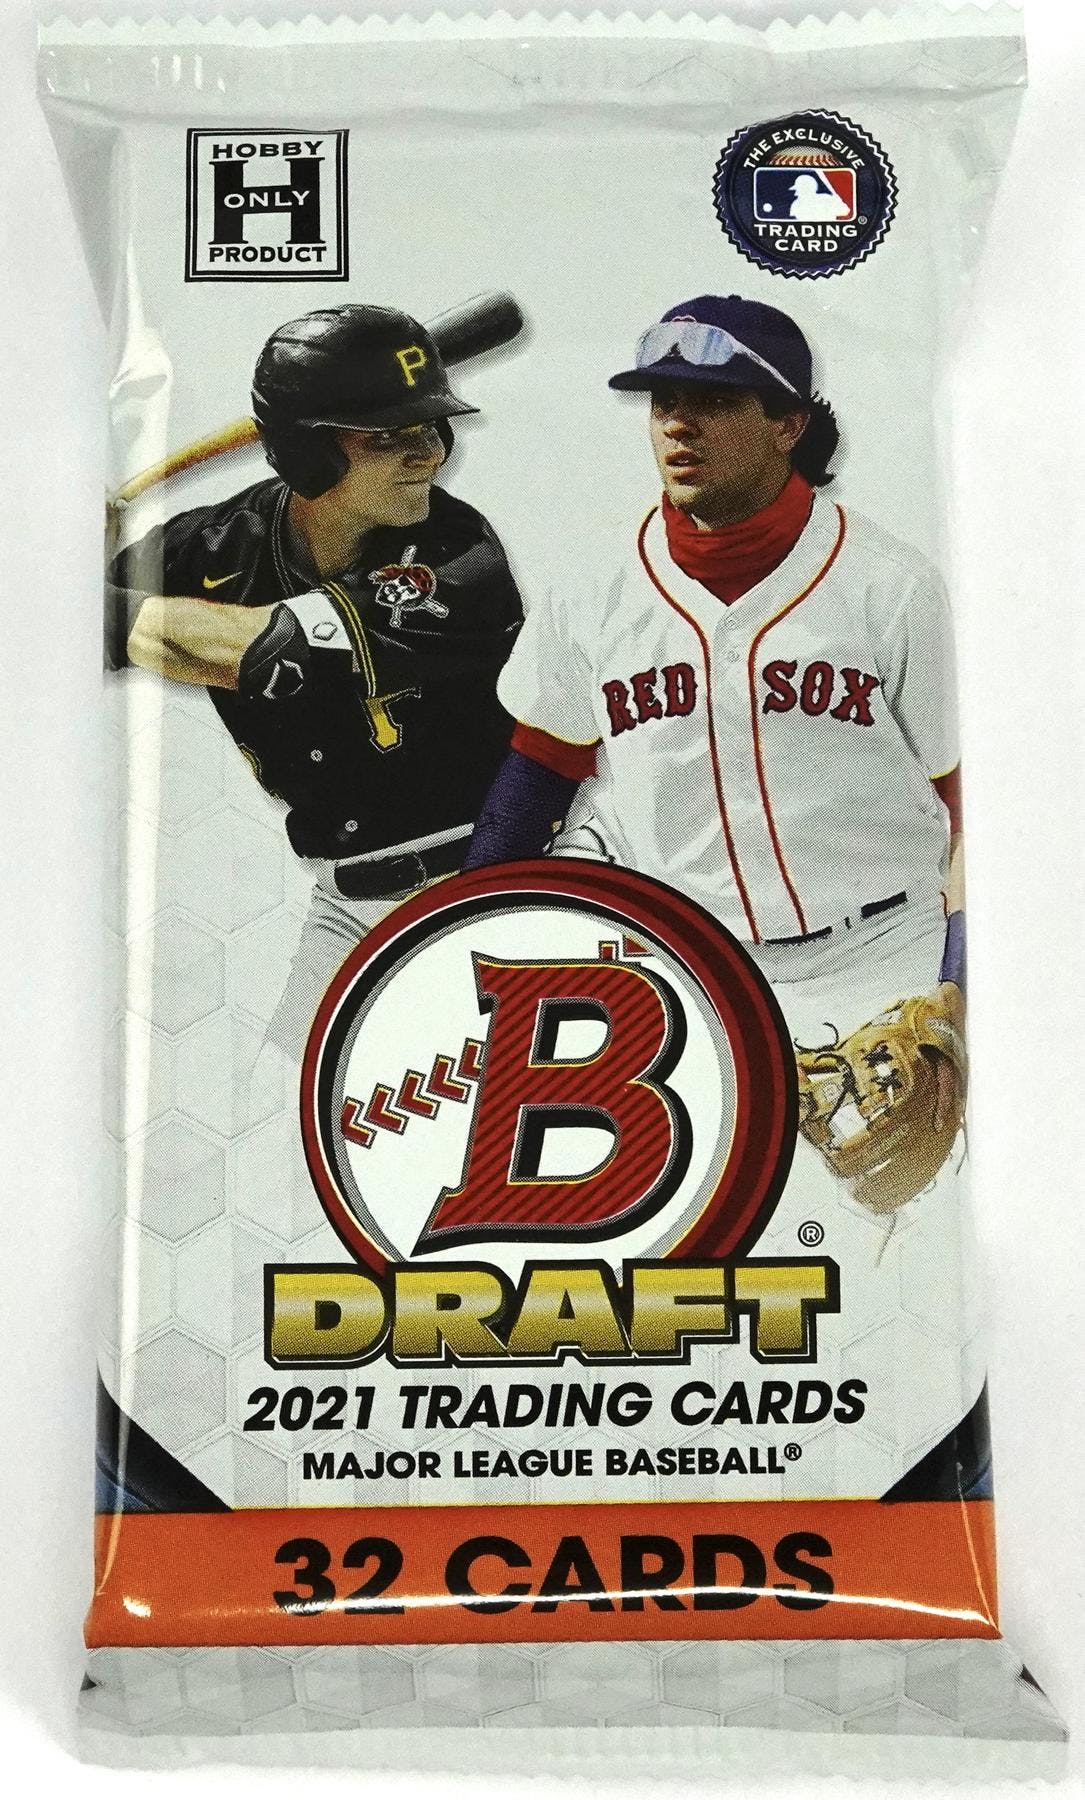 HOBBY
H
ONLY
PRODUCT
THE EXCLUSIVE
®
TRADING
CARD
P
P
RED SOX
B
®
DRAFT
2021 TRADING CARDS
MAJOR LEAGUE BASEBALL®
32 CARDS